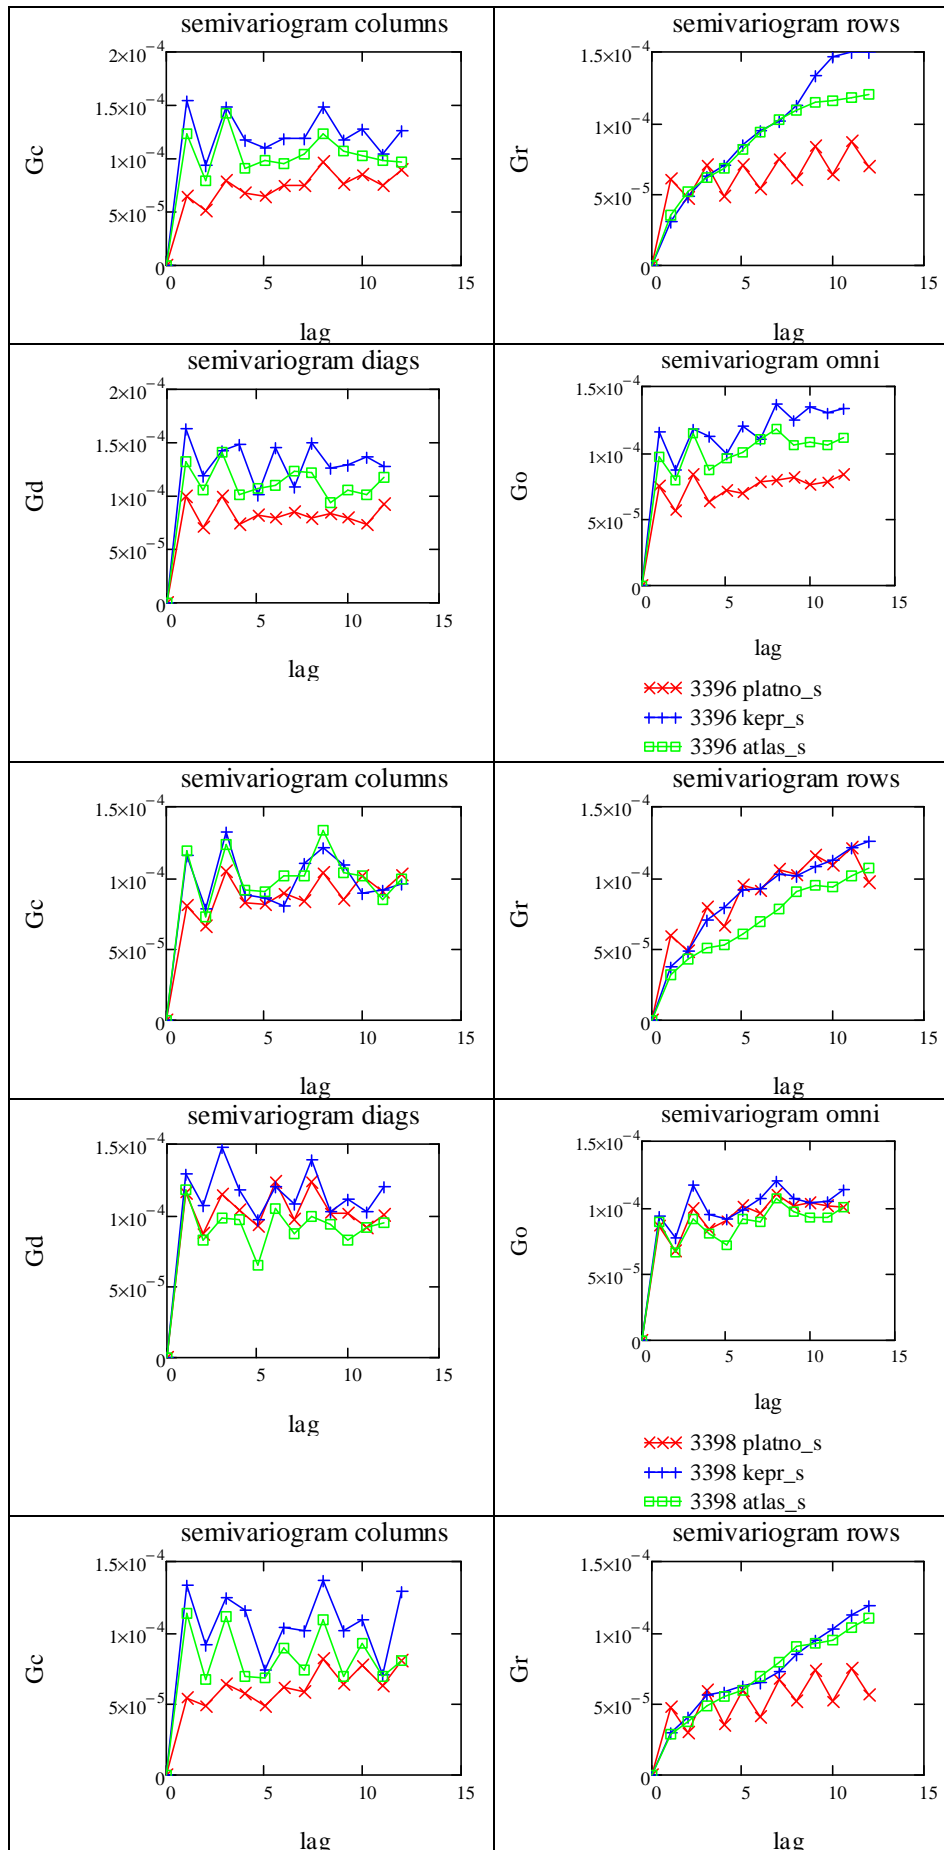 semivariogram columns
2×10⁻⁴
1.5×10⁻⁴
1×10⁻⁴
5×10⁻⁵
0
0 5 10 15
Gc
lag
semivariogram rows
1.5×10⁻⁴
1×10⁻⁴
5×10⁻⁵
0
0 5 10 15
Gr
lag
semivariogram diags
2×10⁻⁴
1.5×10⁻⁴
1×10⁻⁴
5×10⁻⁵
0
0 5 10 15
Gd
lag
semivariogram omni
1.5×10⁻⁴
1×10⁻⁴
5×10⁻⁵
0
0 5 10 15
Go
lag
3396 platno_s
3396 kepr_s
3396 atlas_s
semivariogram columns
1.5×10⁻⁴
1×10⁻⁴
5×10⁻⁵
0
0 5 10 15
Gc
lag
semivariogram rows
1.5×10⁻⁴
1×10⁻⁴
5×10⁻⁵
0
0 5 10 15
Gr
lag
semivariogram diags
1.5×10⁻⁴
1×10⁻⁴
5×10⁻⁵
0
0 5 10 15
Gd
lag
semivariogram omni
1.5×10⁻⁴
1×10⁻⁴
5×10⁻⁵
0
0 5 10 15
Go
lag
3398 platno_s
3398 kepr_s
3398 atlas_s
semivariogram columns
1.5×10⁻⁴
1×10⁻⁴
5×10⁻⁵
0
0 5 10 15
Gc
lag
semivariogram rows
1.5×10⁻⁴
1×10⁻⁴
5×10⁻⁵
0
0 5 10 15
Gr
lag